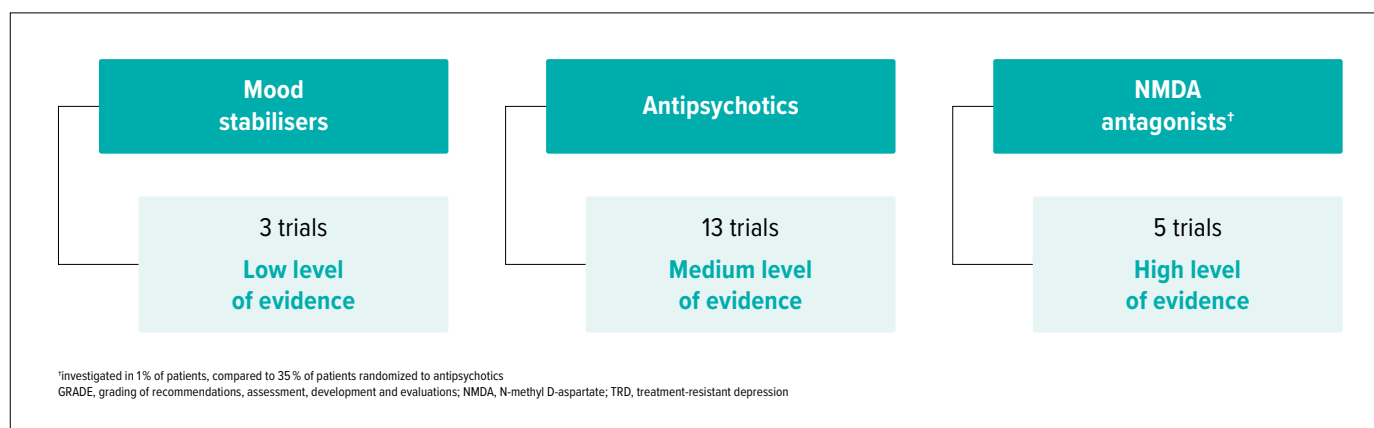 Mood
stabilisers
3 trials
Low level
of evidence
Antipsychotics
13 trials
Medium level
of evidence
NMDA
antagonists†
5 trials
High level
of evidence
†investigated in 1% of patients, compared to 35 % of patients randomized to antipsychotics
GRADE, grading of recommendations, assessment, development and evaluations; NMDA, N-methyl D-aspartate; TRD, treatment-resistant depression